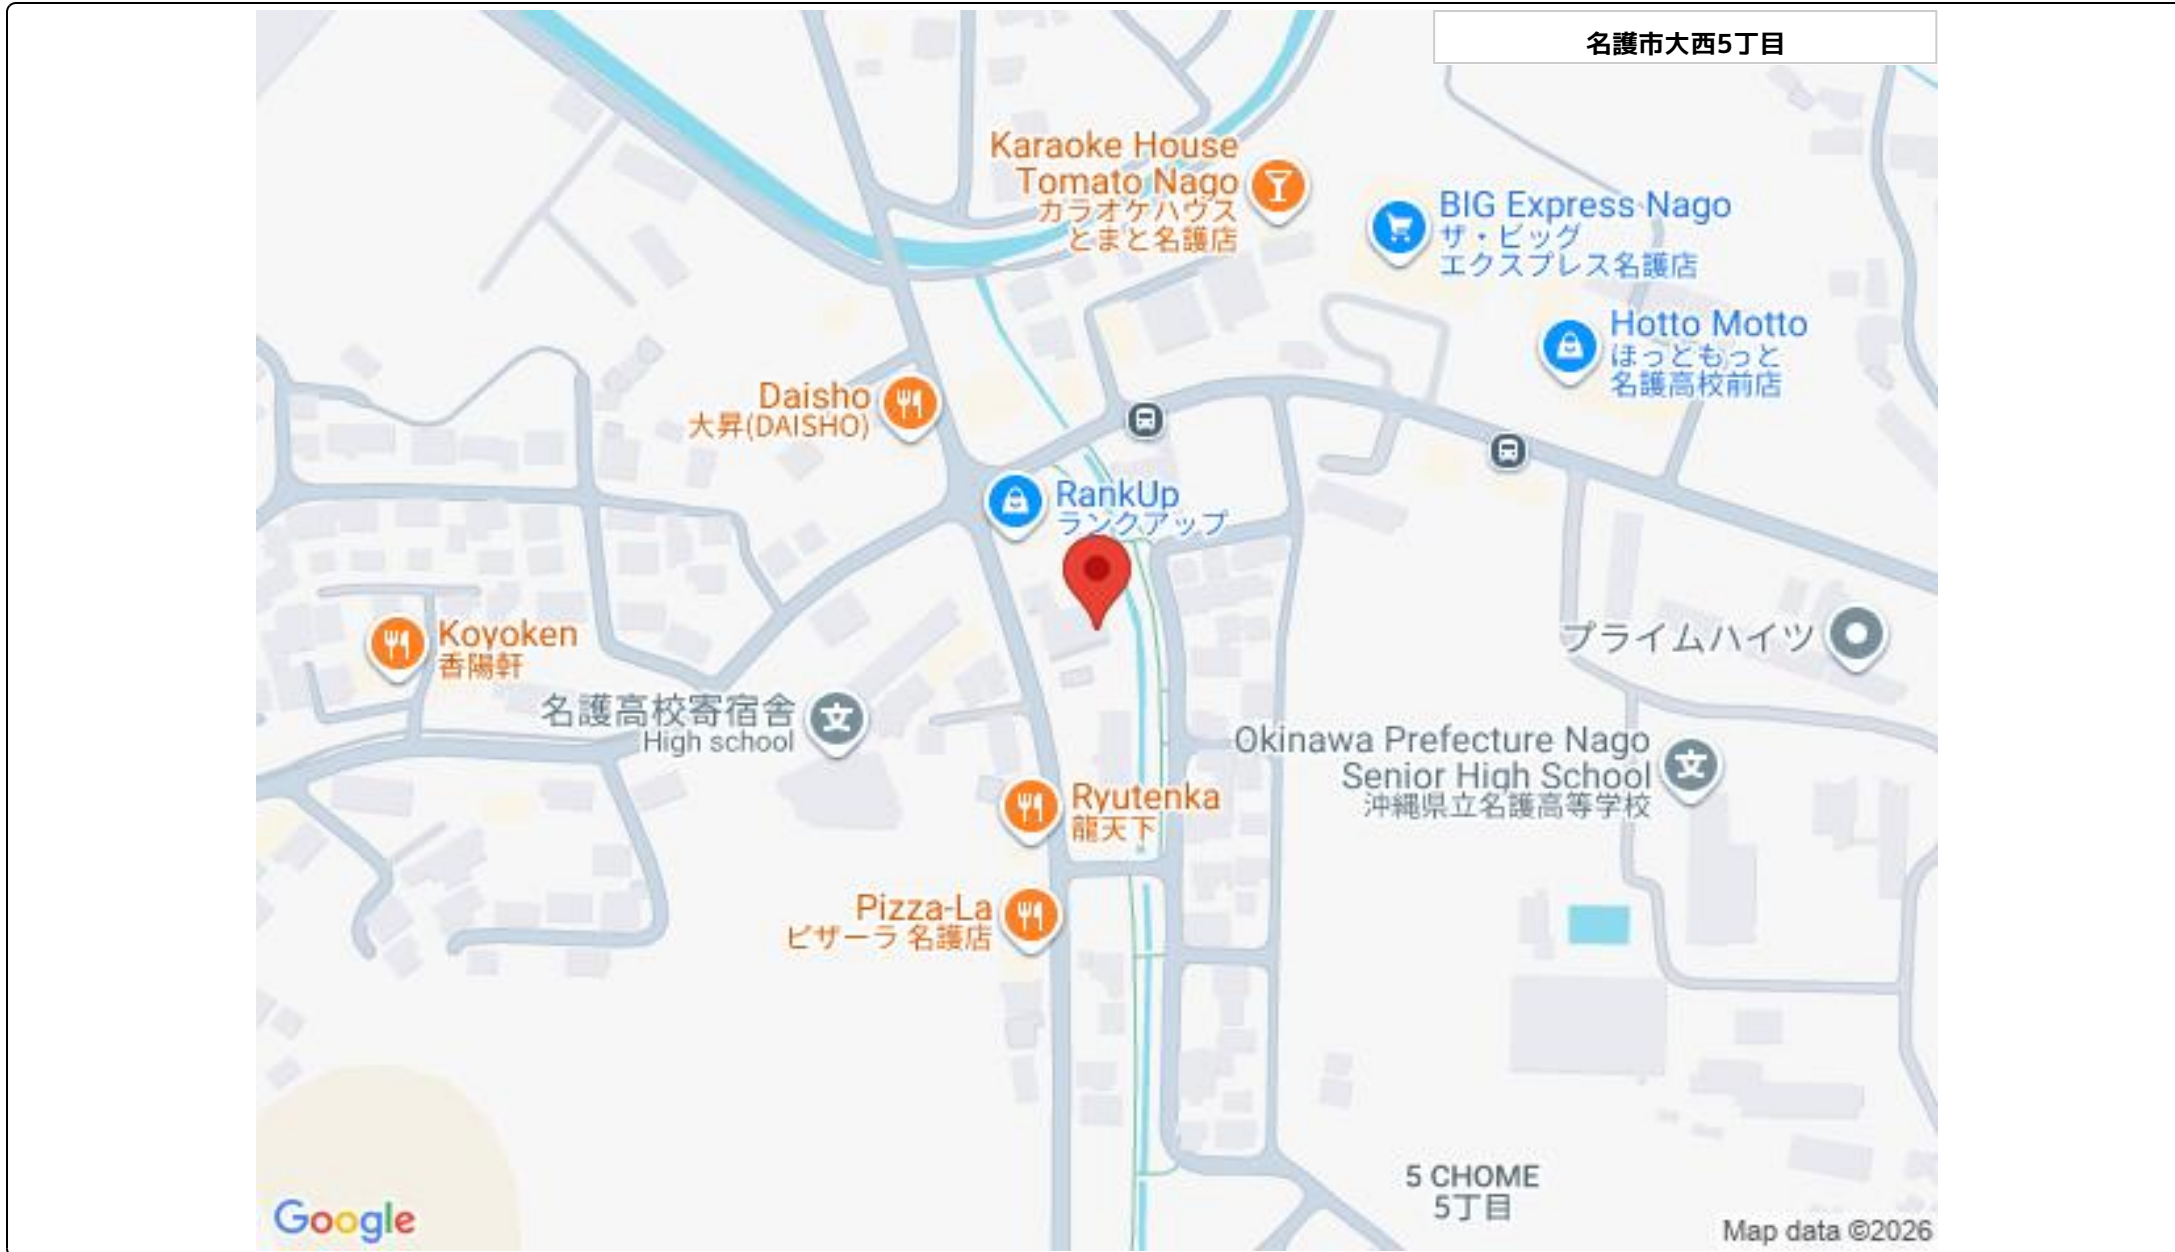 名護市大西5丁目
Karaoke House
Tomato Nago
カラオケハウス
とまと名護店
BIG Express Nago
ザ・ビッグ
エクスプレス名護店
Hotto Motto
ほっともっと
名護高校前店
Daisho
大昇(DAISHO)
RankUp
ランクアップ
Koyoken
香陽軒
プライムハイツ
名護高校寄宿舎
High school
Okinawa Prefecture Nago
Senior High School
沖縄県立名護高等学校
Ryutenka
龍天下
Pizza-La
ピザーラ 名護店
5 CHOME
5丁目
Google
Map data ©2026